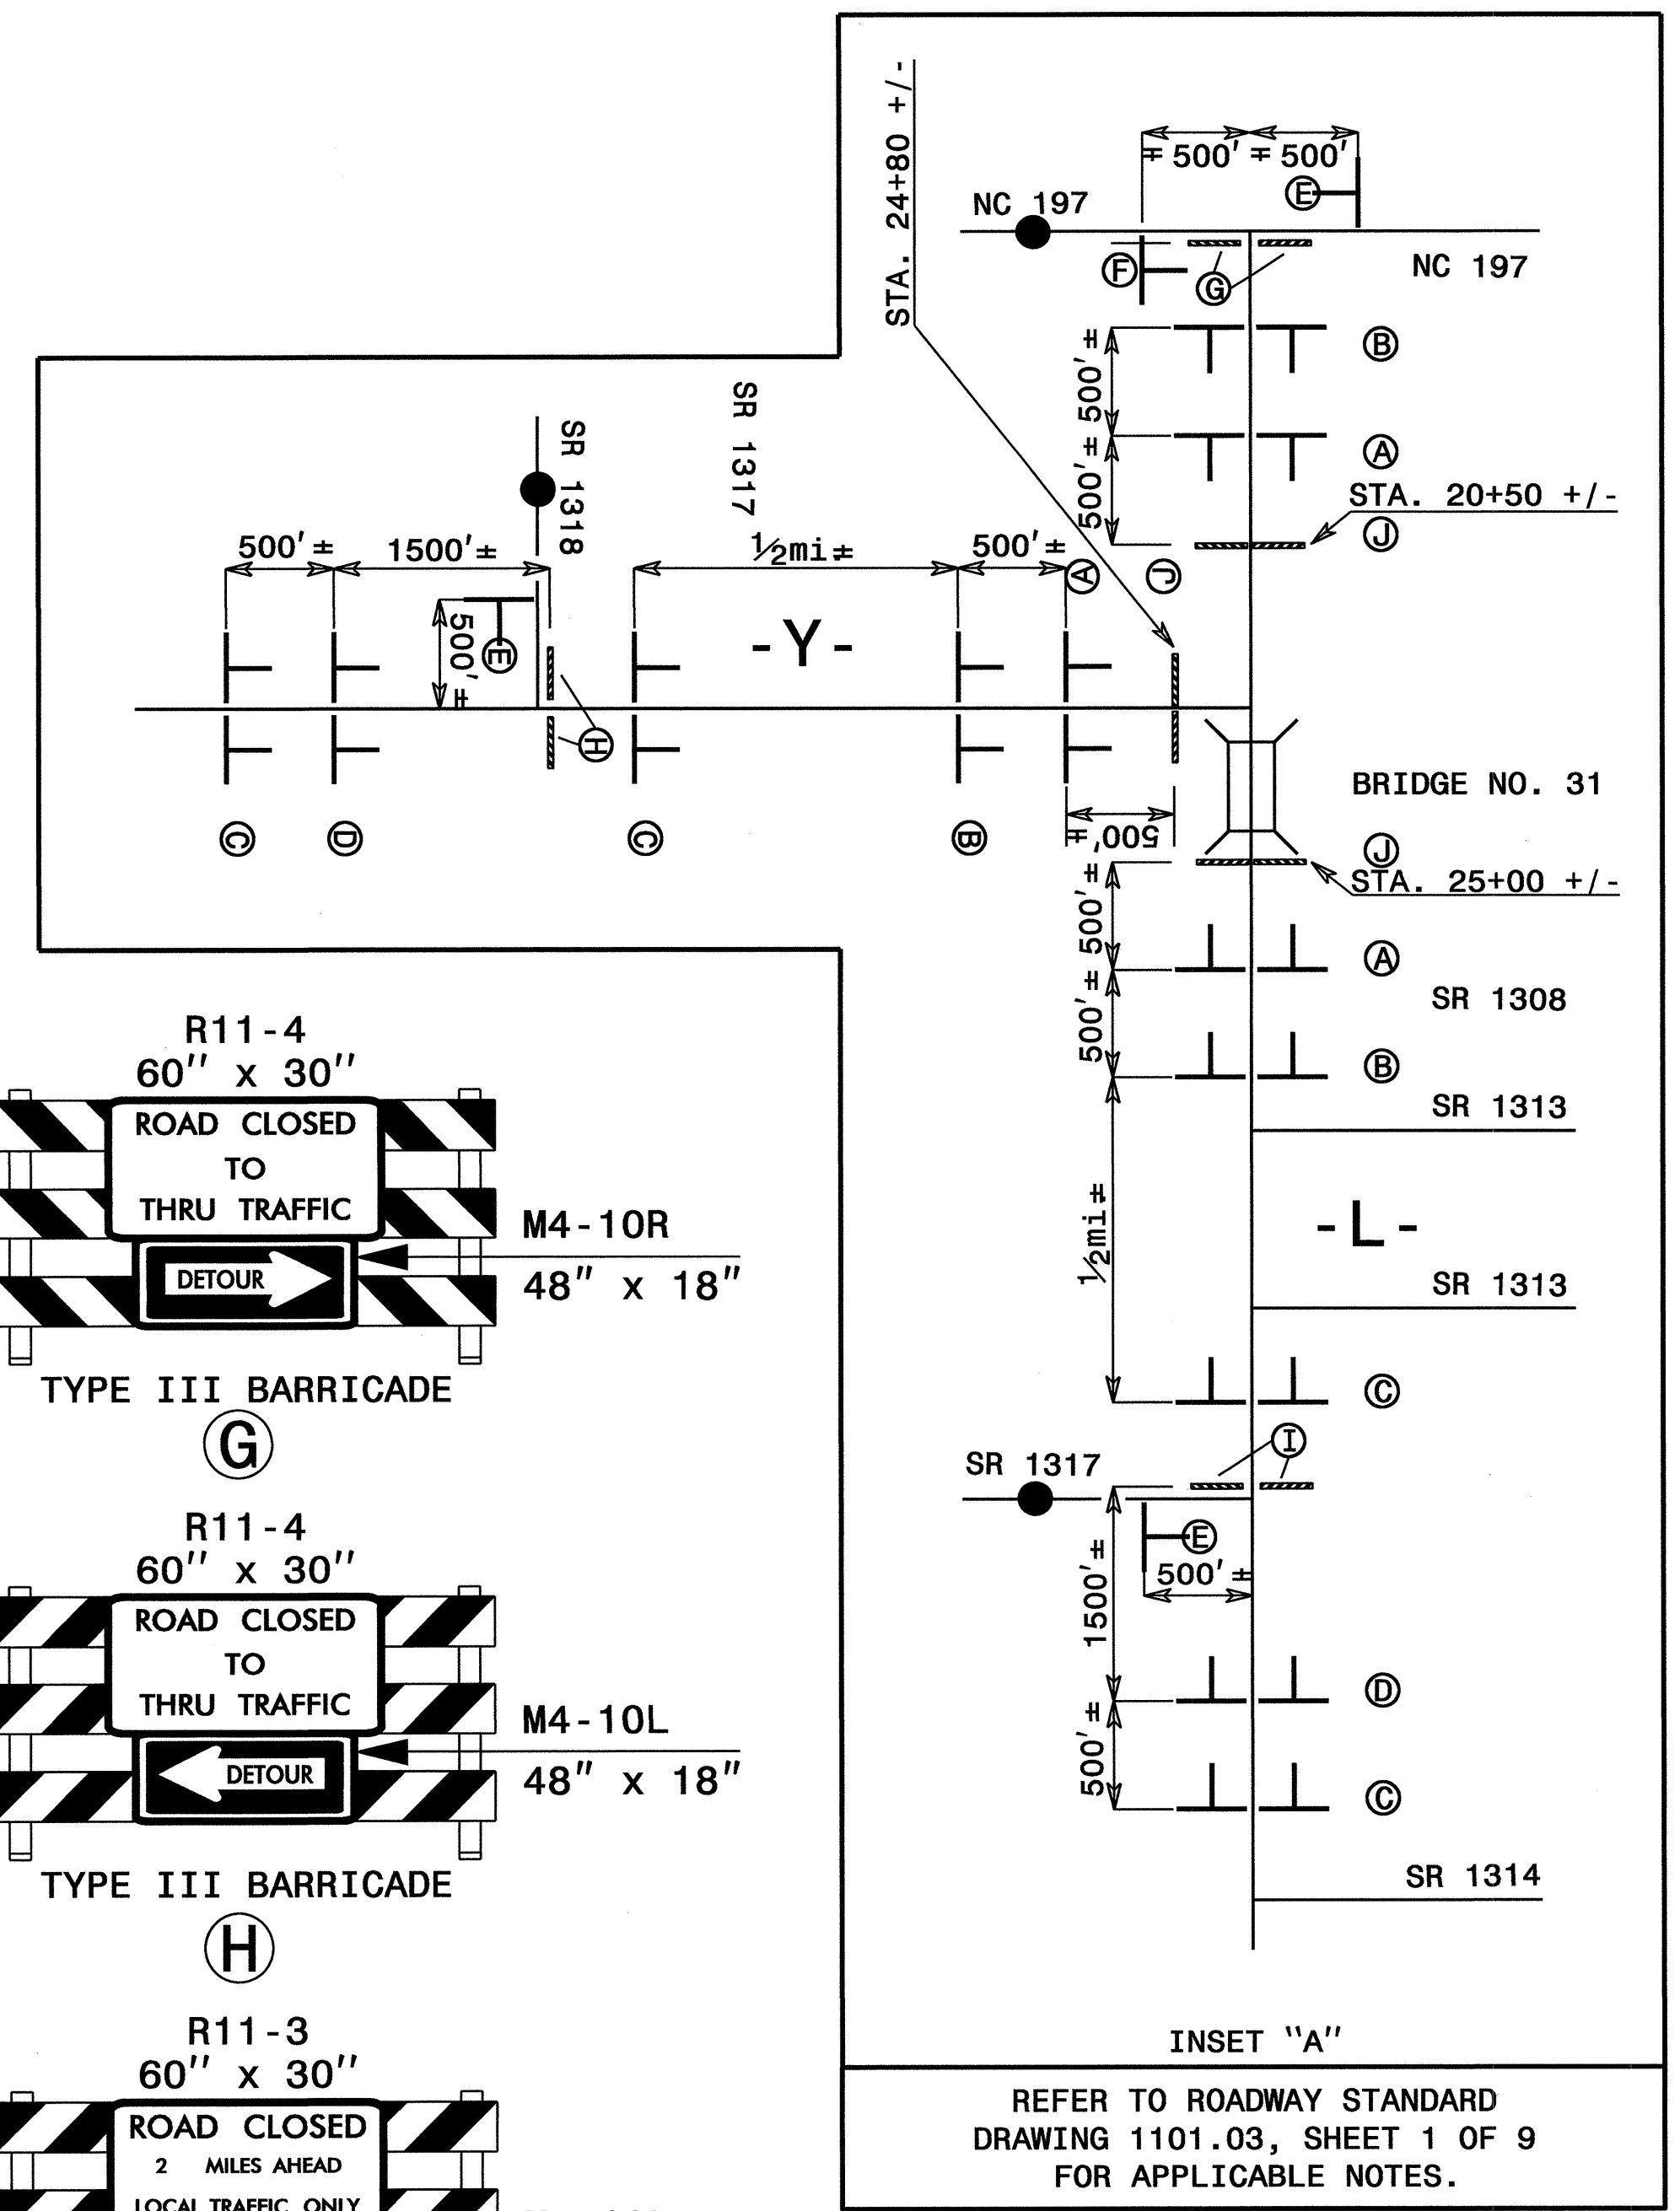 STA. 24+80 +/-
± 500' ± 500'
E
NC 197
NC 197
F
G
B
500'±
A
500'±
STA. 20+50 +/-
J
SR 1317
SR 1318
500'±
1500'±
1/2mi±
500'±
A
J
500'±
E
-Y-
H
BRIDGE NO. 31
C
D
C
B
500'±
J
STA. 25+00 +/-
500'±
A
SR 1308
500'±
B
SR 1313
1/2mi±
-L-
SR 1313
C
I
SR 1317
E
500'±
1500'±
D
500'±
C
SR 1314
INSET "A"
REFER TO ROADWAY STANDARD
DRAWING 1101.03, SHEET 1 OF 9
FOR APPLICABLE NOTES.
R11-4
60" x 30"
ROAD CLOSED
TO
THRU TRAFFIC
DETOUR
M4-10R
48" x 18"
TYPE III BARRICADE
G
R11-4
60" x 30"
ROAD CLOSED
TO
THRU TRAFFIC
DETOUR
M4-10L
48" x 18"
TYPE III BARRICADE
H
R11-3
60" x 30"
ROAD CLOSED
2 MILES AHEAD
LOCAL TRAFFIC ONLY